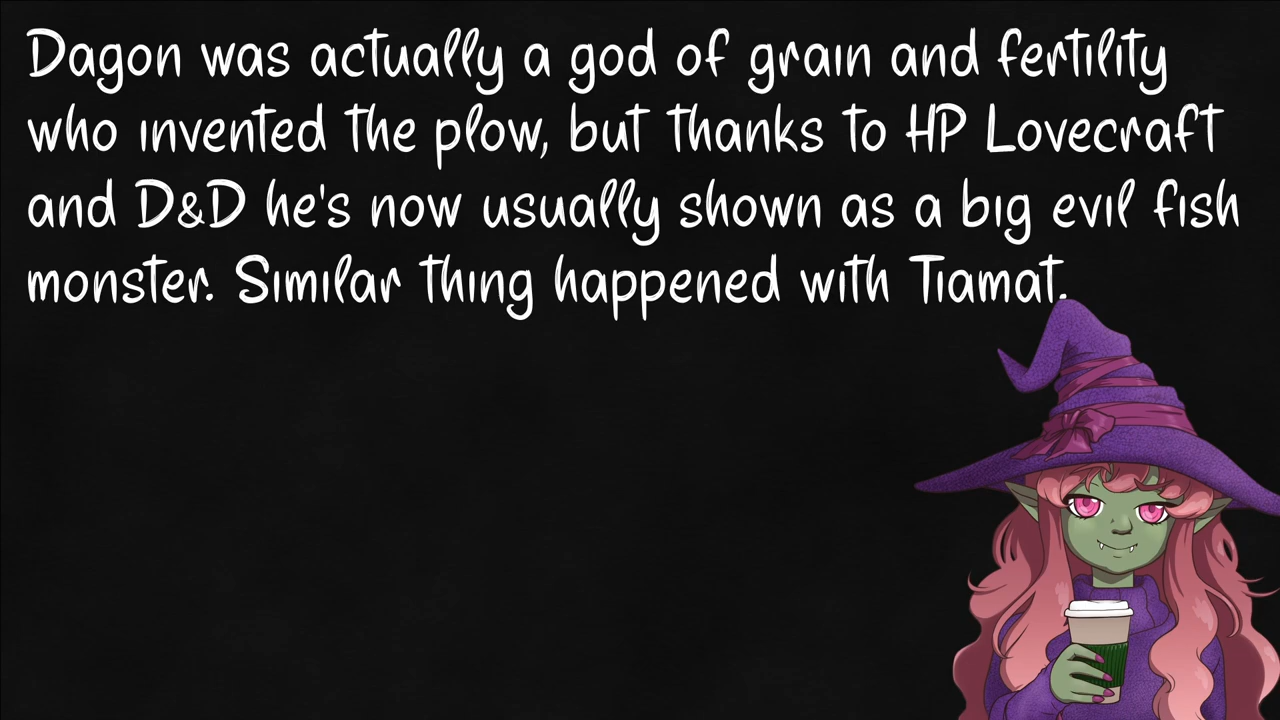 Dagon was actually a god of grain and fertility
who invented the plow, but thanks to HP Lovecraft
and D&D he's now usually shown as a big evil fish
monster. Similar thing happened with Tiamat.